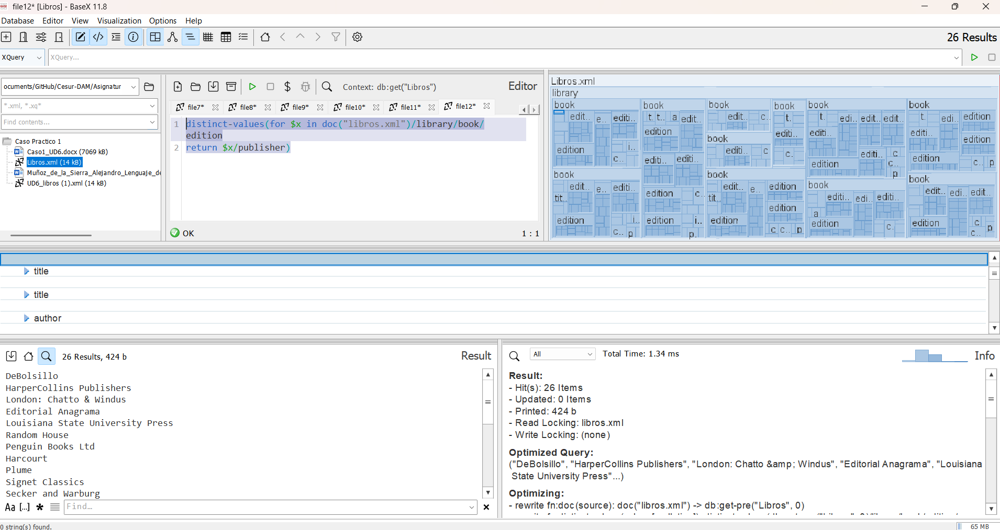 file12* [Libros] - BaseX 11.8
Database Editor View Visualization Options Help
26 Results
XQuery XQuery...
ocuments/GitHub/Cesur-DAM/Asignatur
*.xml, *.xq*
Find contents...
Caso Practico 1
Caso1_UD6.docx (7069 kB)
Libros.xml (14 kB)
Muñoz_de_la_Sierra_Alejandro_Lenguaje_de
UD6_libros (1).xml (14 kB)
Context: db:get("Libros") Editor
file7* file8* file9* file10* file11* file12*
1 distinct-values(for $x in doc("libros.xml")/library/book/
edition
2 return $x/publisher)
OK 1 : 1
Libros.xml
library
book book book book book book
edit.. e.. editi.. t. t.. a edit.. edit.. c.. t. t. edi.. edit.. edit.. t. edi.. edition
edition editi.. editi.. editi.. edition
book
edition i.. editi.. c c. editi.. c edition c.. p
c.. editi.. editi.. edition c.. p
book book book book
edit.. e.. editi.. edition c.. edit.. e.. edition editi.. edi.. editi.. edit.. edi.. edit..
tit.. tit.. edition a
edition i.. edition i.. edition edition edition c p
c.. p p. c c.. p c. c..
title
title
author
26 Results, 424 b Result
DeBolsillo
HarperCollins Publishers
London: Chatto & Windus
Editorial Anagrama
Louisiana State University Press
Random House
Penguin Books Ltd
Harcourt
Plume
Signet Classics
Secker and Warburg
Aa [...] * Find...
All Total Time: 1.34 ms Info
Result:
- Hit(s): 26 Items
- Updated: 0 Items
- Printed: 424 b
- Read Locking: libros.xml
- Write Locking: (none)
Optimized Query:
("DeBolsillo", "HarperCollins Publishers", "London: Chatto &amp; Windus", "Editorial Anagrama", "Louisiana
State University Press"...)
Optimizing:
- rewrite fn:doc(source): doc("libros.xml") -> db:get-pre("Libros", 0)
0 string(s) found. 65 MB